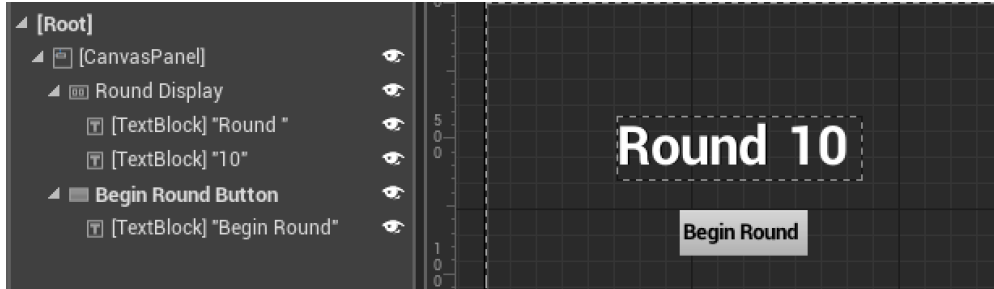 [Root]
[CanvasPanel]
Round Display
[TextBlock] "Round "
[TextBlock] "10"
Begin Round Button
[TextBlock] "Begin Round"
0
5
0
0
1
0
0
Round 10
Begin Round